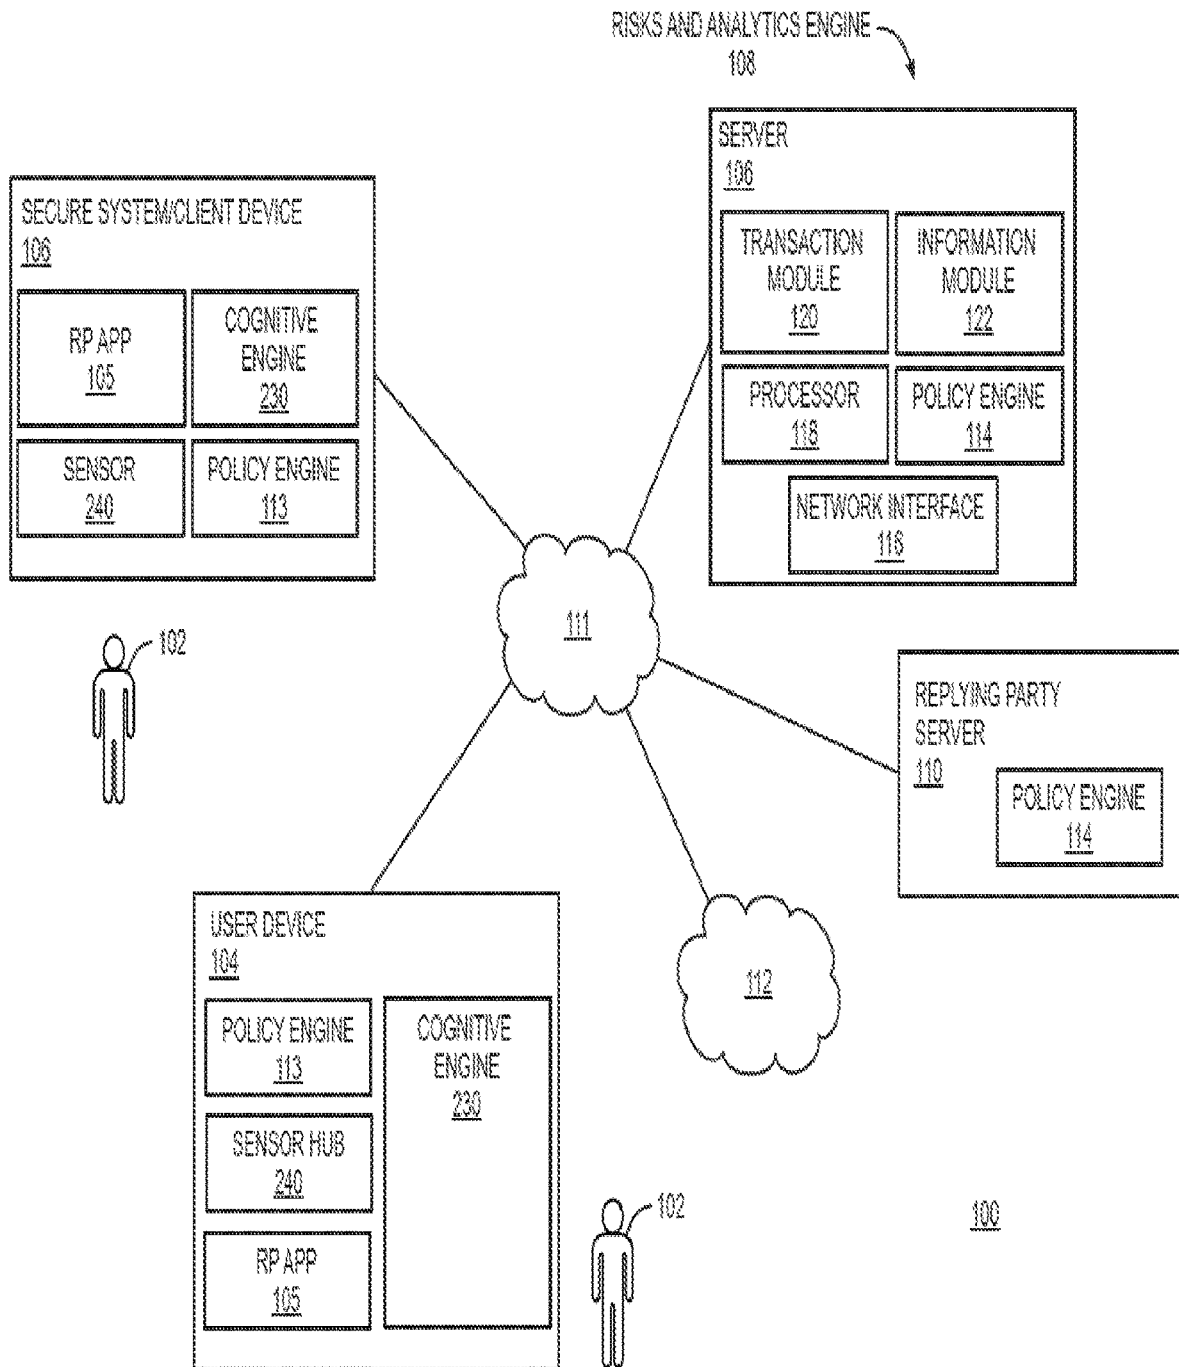 RISKS AND ANALYTICS ENGINE
108
SERVER
106
TRANSACTION
MODULE
120
INFORMATION
MODULE
122
PROCESSOR
118
POLICY ENGINE
114
NETWORK INTERFACE
116
SECURE SYSTEM/CLIENT DEVICE
106
RP APP
105
COGNITIVE
ENGINE
230
SENSOR
240
POLICY ENGINE
113
102
111
REPLYING PARTY
SERVER
110
POLICY ENGINE
114
112
USER DEVICE
104
POLICY ENGINE
113
COGNITIVE
ENGINE
230
SENSOR HUB
240
RP APP
105
102
100